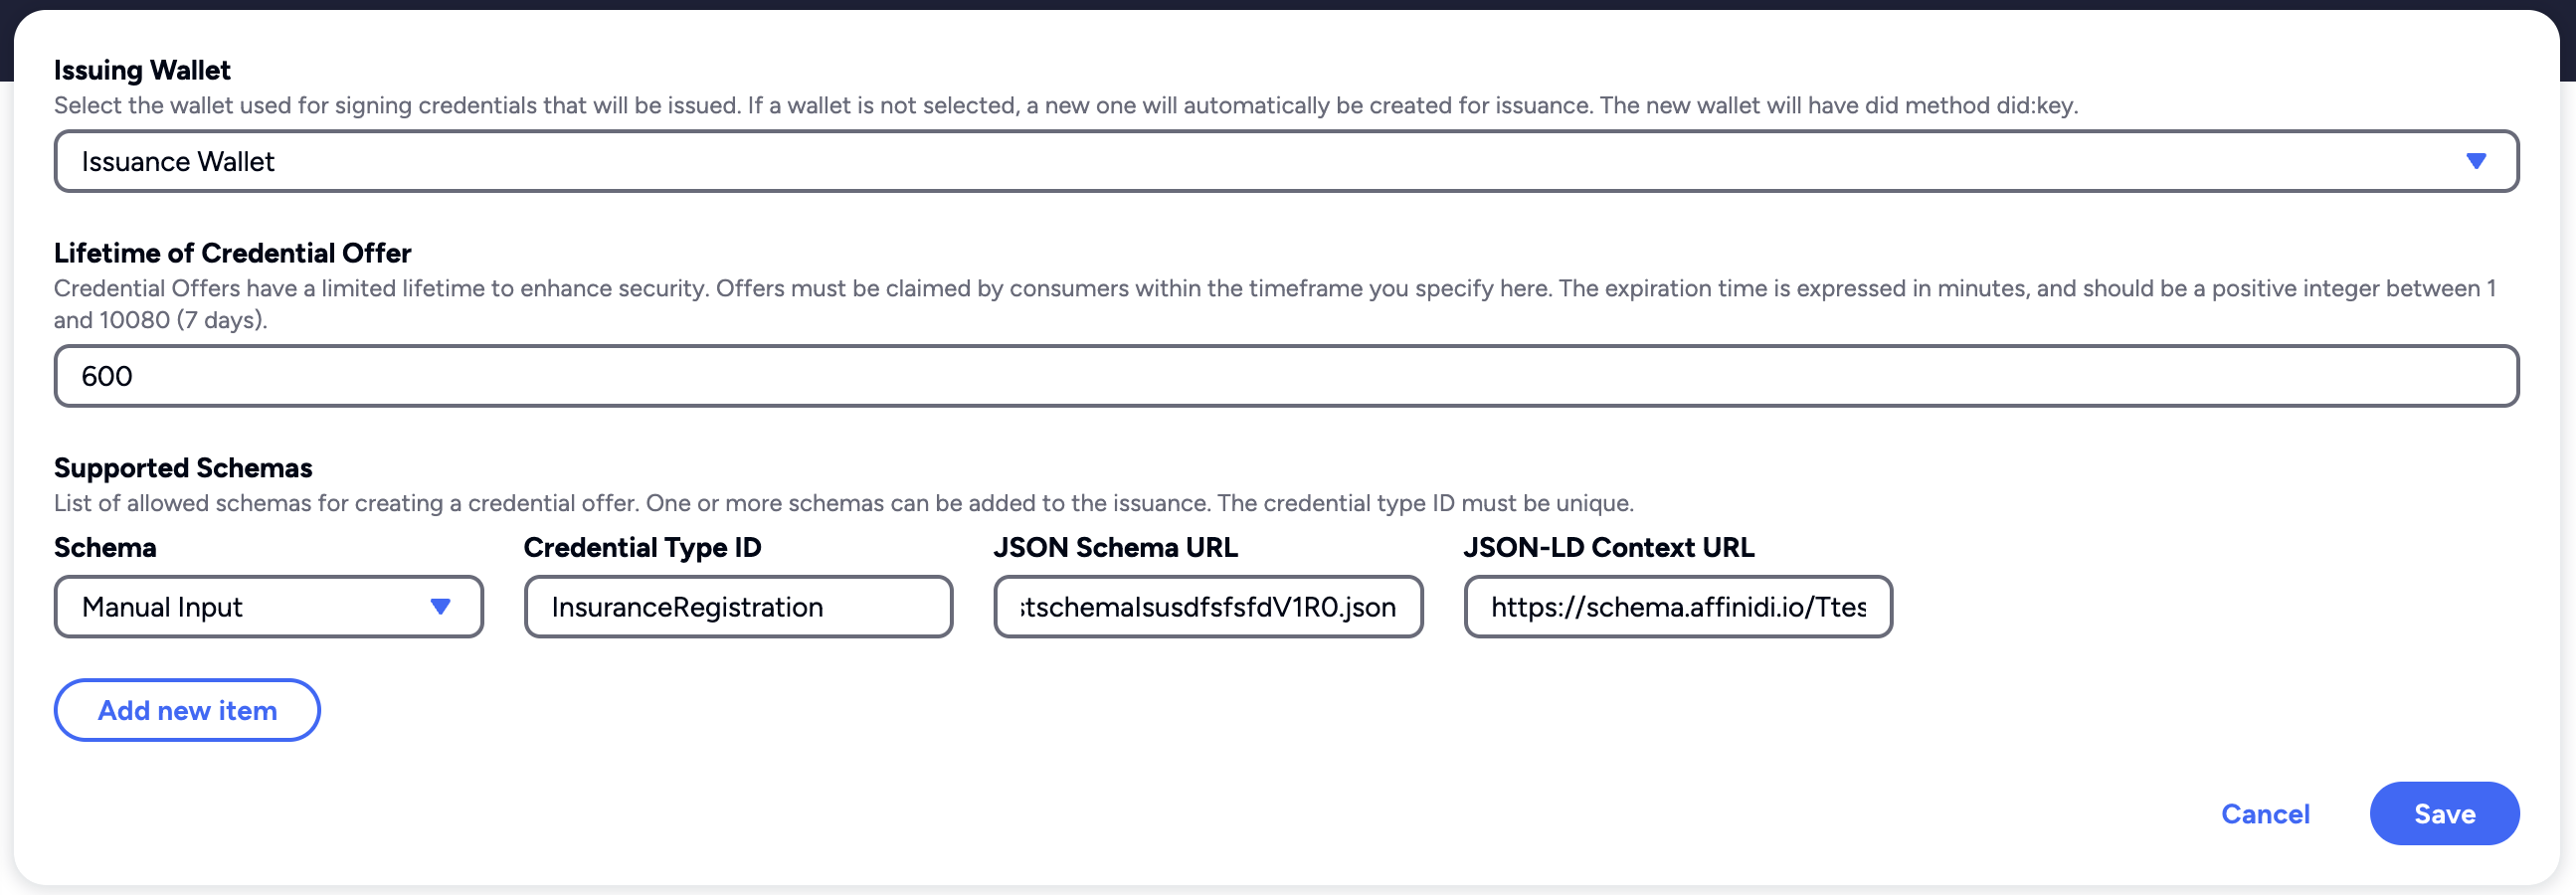 Issuing Wallet
Select the wallet used for signing credentials that will be issued. If a wallet is not selected, a new one will automatically be created for issuance. The new wallet will have did method did:key.
Issuance Wallet
Lifetime of Credential Offer
Credential Offers have a limited lifetime to enhance security. Offers must be claimed by consumers within the timeframe you specify here. The expiration time is expressed in minutes, and should be a positive integer between 1
and 10080 (7 days).
600
Supported Schemas
List of allowed schemas for creating a credential offer. One or more schemas can be added to the issuance. The credential type ID must be unique.
Schema Credential Type ID JSON Schema URL JSON-LD Context URL
Manual Input InsuranceRegistration stschemaIsusdfsfsfdV1R0.json https://schema.affinidi.io/Ttes
Add new item
Cancel Save